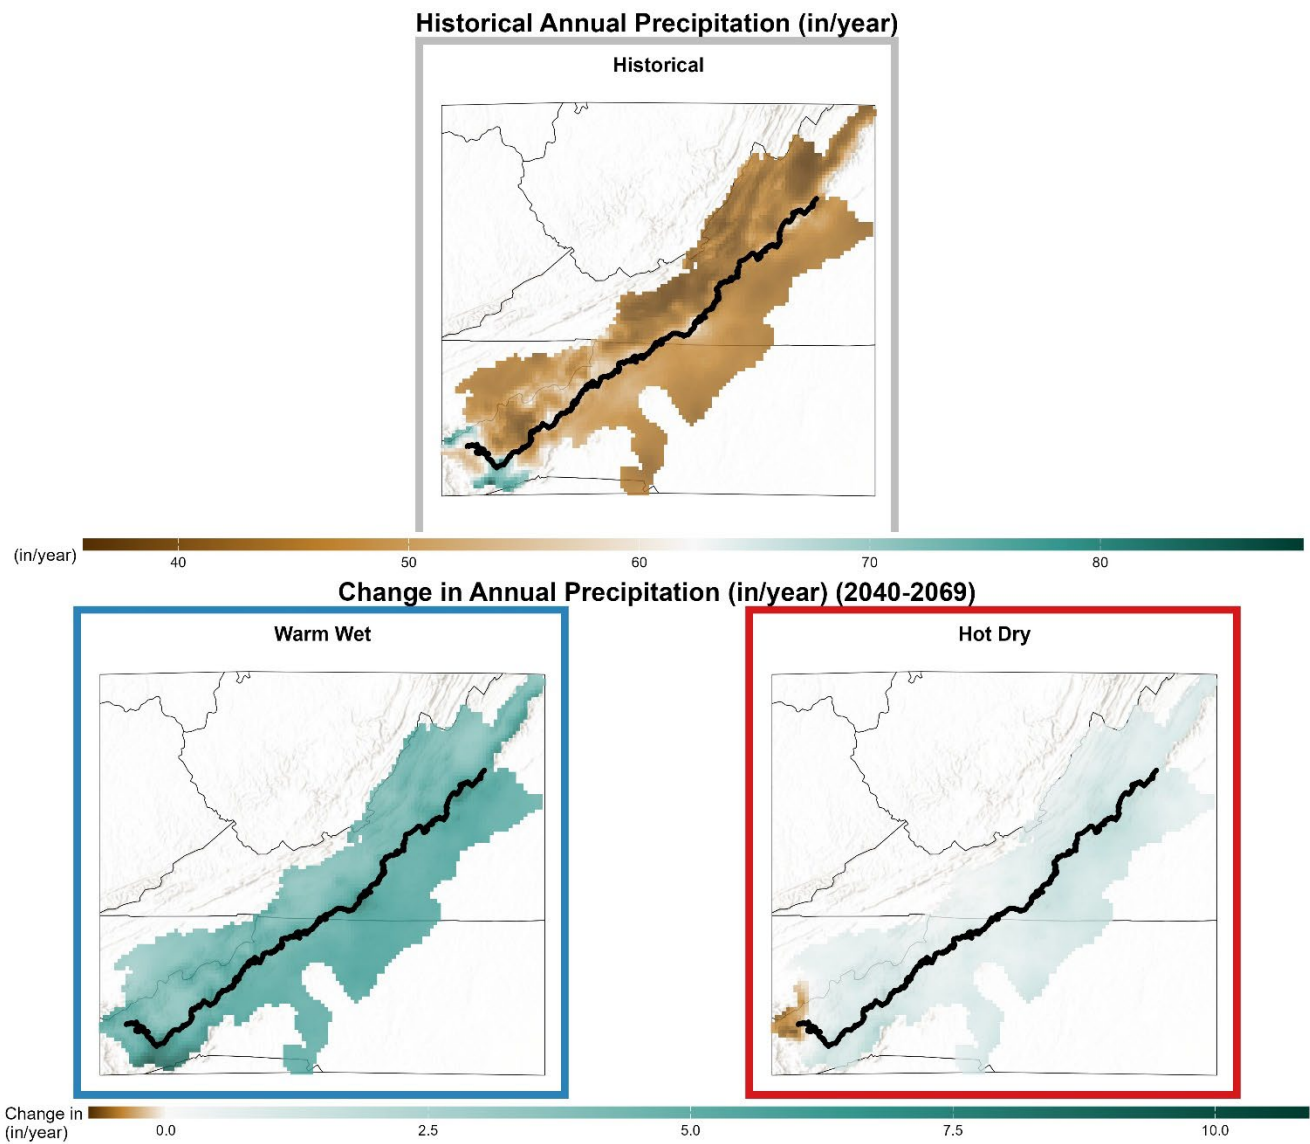 Historical Annual Precipitation (in/year)
Historical
(in/year)
40 50 60 70 80
Change in Annual Precipitation (in/year) (2040-2069)
Warm Wet
Hot Dry
Change in
(in/year)
0.0 2.5 5.0 7.5 10.0